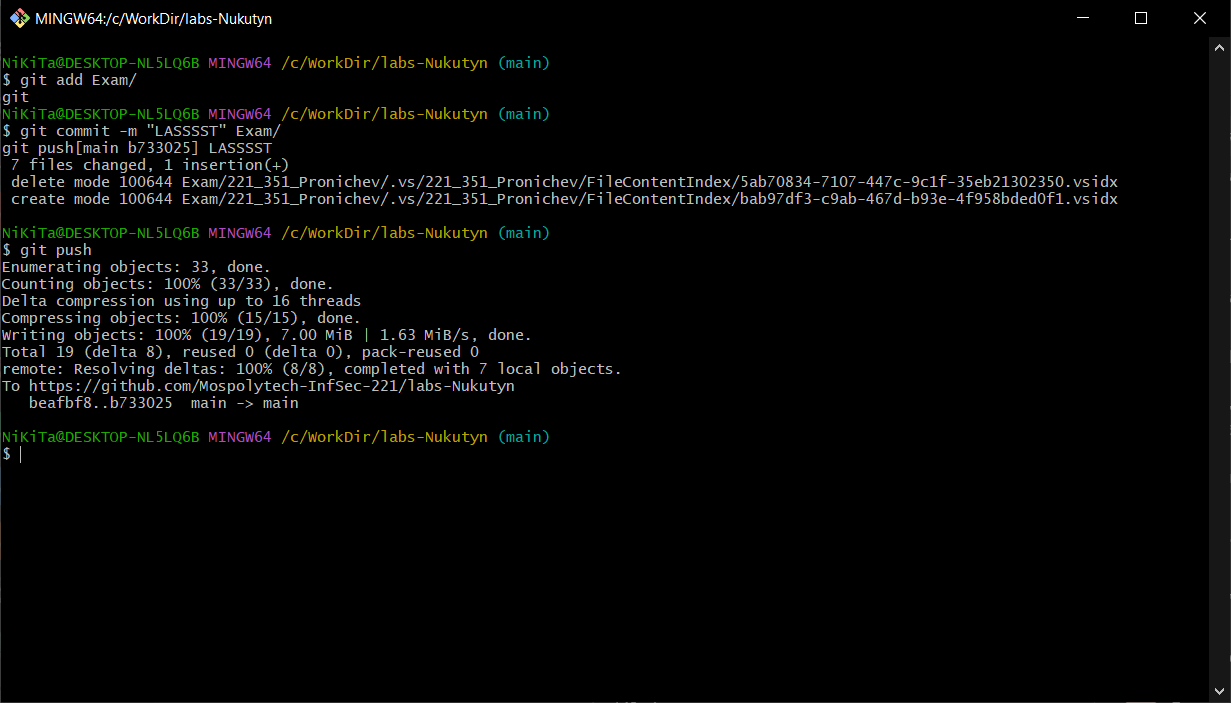 MINGW64:/c/WorkDir/labs-Nukutyn
NiKiTa@DESKTOP-NL5LQ6B MINGW64 /c/WorkDir/labs-Nukutyn (main)
$ git add Exam/
git
NiKiTa@DESKTOP-NL5LQ6B MINGW64 /c/WorkDir/labs-Nukutyn (main)
$ git commit -m "LASSSST" Exam/
git push[main b733025] LASSSST
 7 files changed, 1 insertion(+)
 delete mode 100644 Exam/221_351_Pronichev/.vs/221_351_Pronichev/FileContentIndex/5ab70834-7107-447c-9c1f-35eb21302350.vsidx
 create mode 100644 Exam/221_351_Pronichev/.vs/221_351_Pronichev/FileContentIndex/bab97df3-c9ab-467d-b93e-4f958bded0f1.vsidx
NiKiTa@DESKTOP-NL5LQ6B MINGW64 /c/WorkDir/labs-Nukutyn (main)
$ git push
Enumerating objects: 33, done.
Counting objects: 100% (33/33), done.
Delta compression using up to 16 threads
Compressing objects: 100% (15/15), done.
Writing objects: 100% (19/19), 7.00 MiB | 1.63 MiB/s, done.
Total 19 (delta 8), reused 0 (delta 0), pack-reused 0
remote: Resolving deltas: 100% (8/8), completed with 7 local objects.
To https://github.com/Mospolytech-InfSec-221/labs-Nukutyn
   beafbf8..b733025  main -> main
NiKiTa@DESKTOP-NL5LQ6B MINGW64 /c/WorkDir/labs-Nukutyn (main)
$